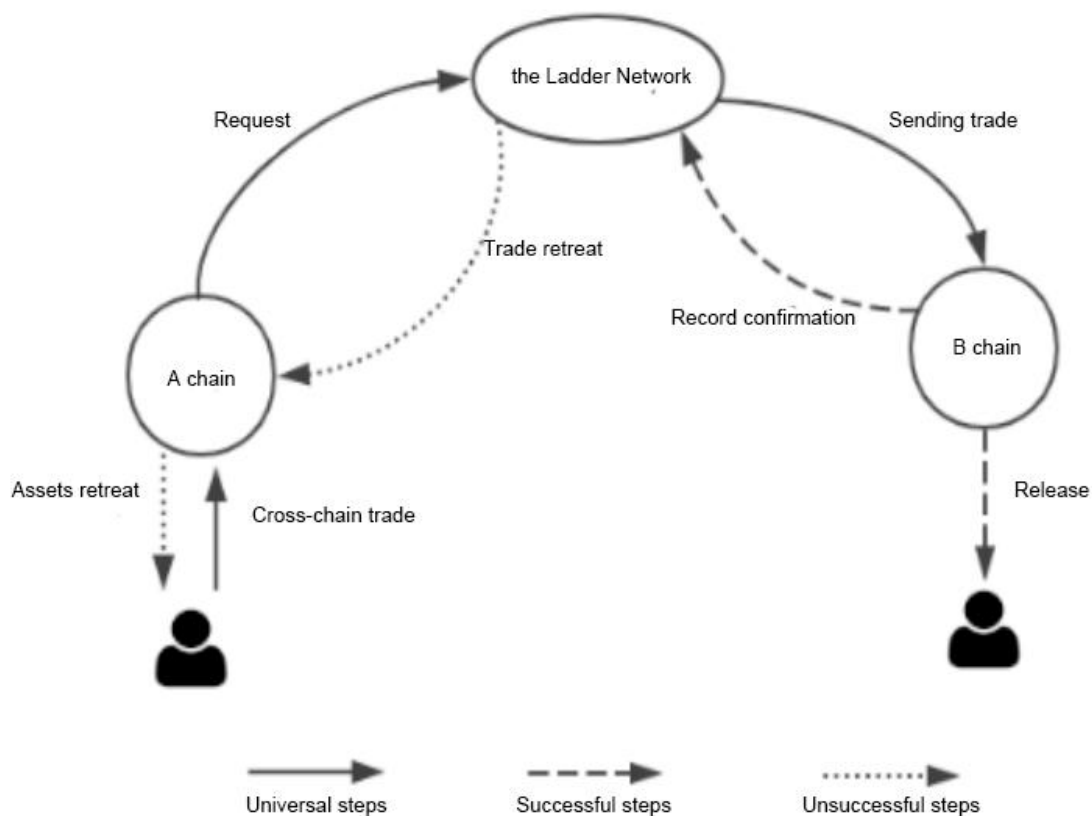 the Ladder Network
Request
Sending trade
Trade retreat
Record confirmation
B chain
A chain
Assets retreat
Release
Cross-chain trade
Universal steps
Successful steps
Unsuccessful steps